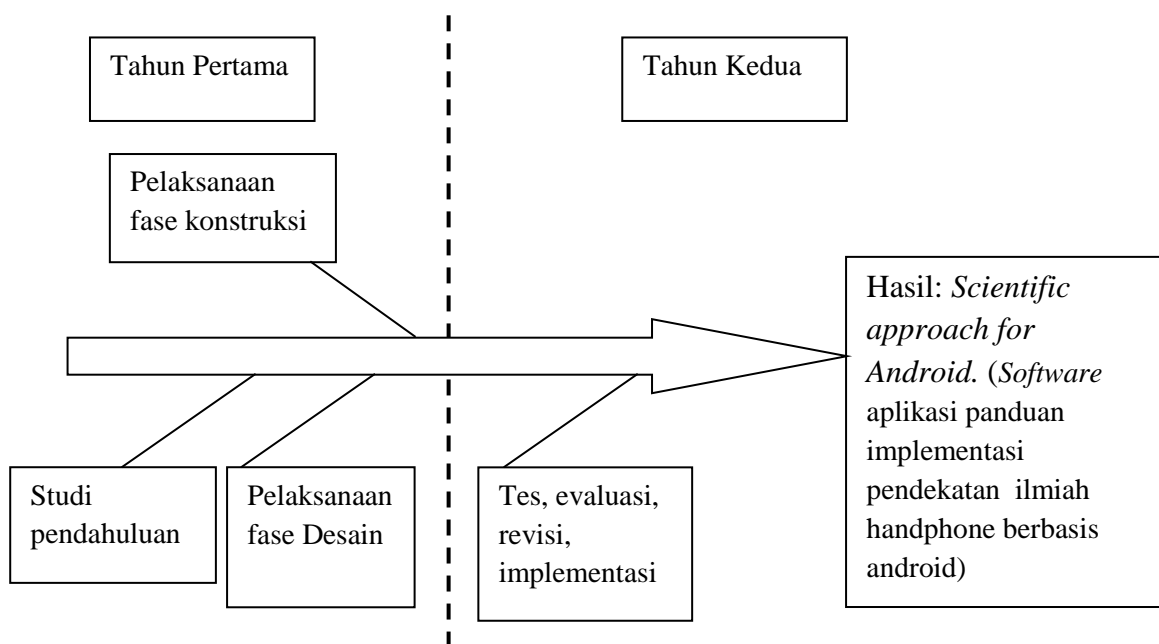 Tahun Pertama
Tahun Kedua
Pelaksanaan
fase konstruksi
Hasil: Scientific
approach for
Android. (Software
aplikasi panduan
implementasi
pendekatan ilmiah
handphone berbasis
android)
Studi
pendahuluan
Pelaksanaan
fase Desain
Tes, evaluasi,
revisi,
implementasi